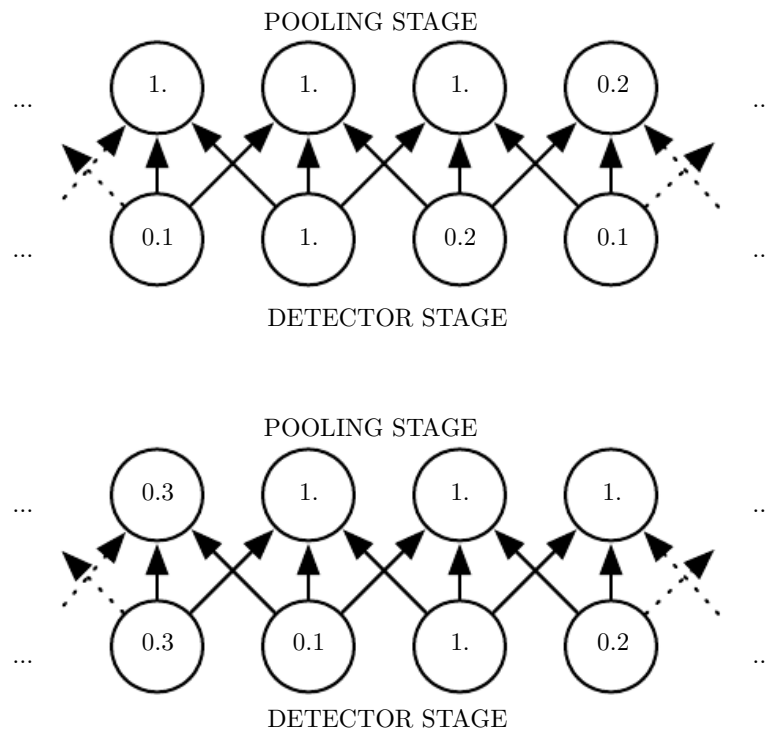 POOLING STAGE
... 1. 1. 1. 0.2 ..
... 0.1 1. 0.2 0.1 ..
DETECTOR STAGE
POOLING STAGE
... 0.3 1. 1. 1. ..
... 0.3 0.1 1. 0.2 ..
DETECTOR STAGE